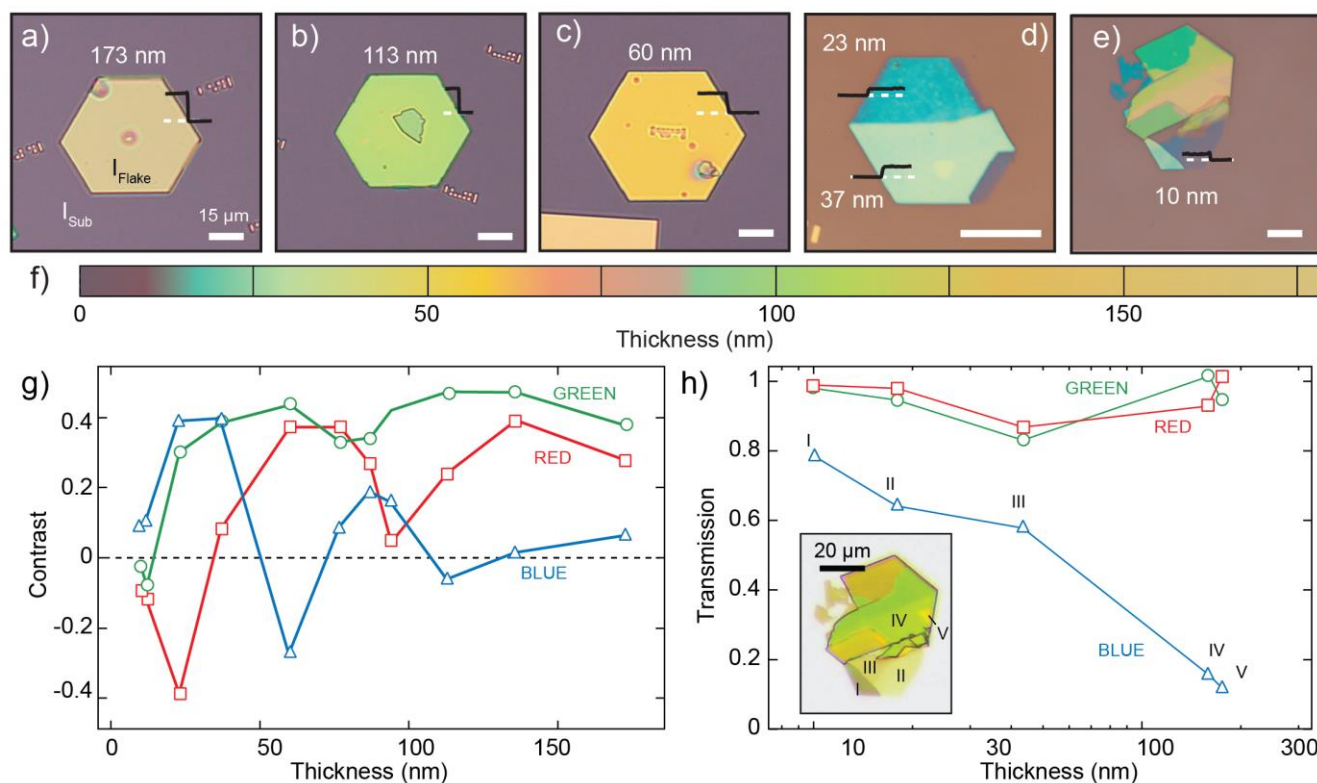 a)
173 nm
I_Flake
I_Sub
15 µm
b)
113 nm
c)
60 nm
d)
23 nm
37 nm
e)
10 nm
f)
0 50 100 150
Thickness (nm)
g)
Contrast
0.4
0.2
0
-0.2
-0.4
GREEN
RED
BLUE
0 50 100 150
Thickness (nm)
h)
Transmission
1
0.8
0.6
0.4
0.2
0
GREEN
RED
I
II
III
BLUE
IV
V
20 µm
IV
V
III
II
I
10 30 100 300
Thickness (nm)